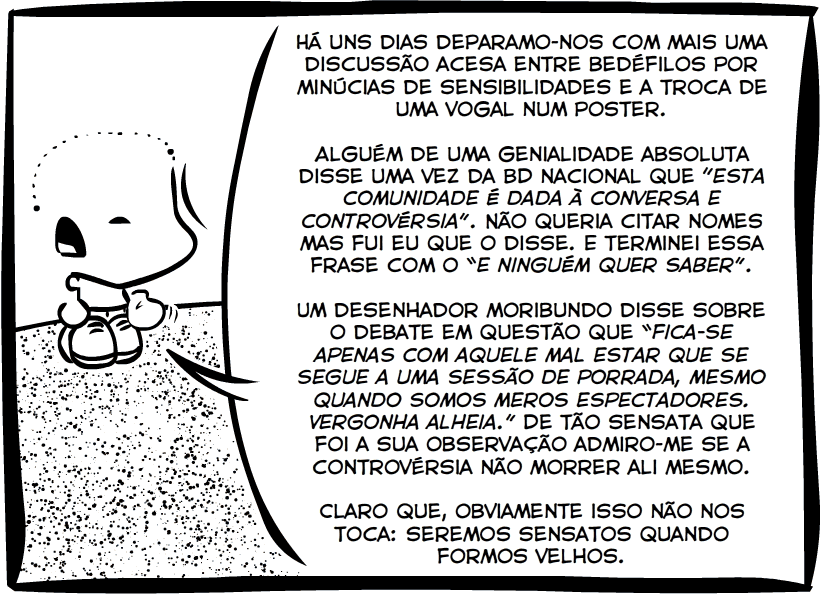 HÁ UNS DIAS DEPARAMO-NOS COM MAIS UMA
DISCUSSÃO ACESA ENTRE BEDÉFILOS POR
MINÚCIAS DE SENSIBILIDADES E A TROCA DE
UMA VOGAL NUM POSTER.
ALGUÉM DE UMA GENIALIDADE ABSOLUTA
DISSE UMA VEZ DA BD NACIONAL QUE "ESTA
COMUNIDADE É DADA À CONVERSA E
CONTROVÉRSIA". NÃO QUERIA CITAR NOMES
MAS FUI EU QUE O DISSE. E TERMINEI ESSA
FRASE COM O "E NINGUÉM QUER SABER".
UM DESENHADOR MORIBUNDO DISSE SOBRE
O DEBATE EM QUESTÃO QUE "FICA-SE
APENAS COM AQUELE MAL ESTAR QUE SE
SEGUE A UMA SESSÃO DE PORRADA, MESMO
QUANDO SOMOS MEROS ESPECTADORES.
VERGONHA ALHEIA." DE TÃO SENSATA QUE
FOI A SUA OBSERVAÇÃO ADMIRO-ME SE A
CONTROVÉRSIA NÃO MORRER ALI MESMO.
CLARO QUE, OBVIAMENTE ISSO NÃO NOS
TOCA: SEREMOS SENSATOS QUANDO
FORMOS VELHOS.